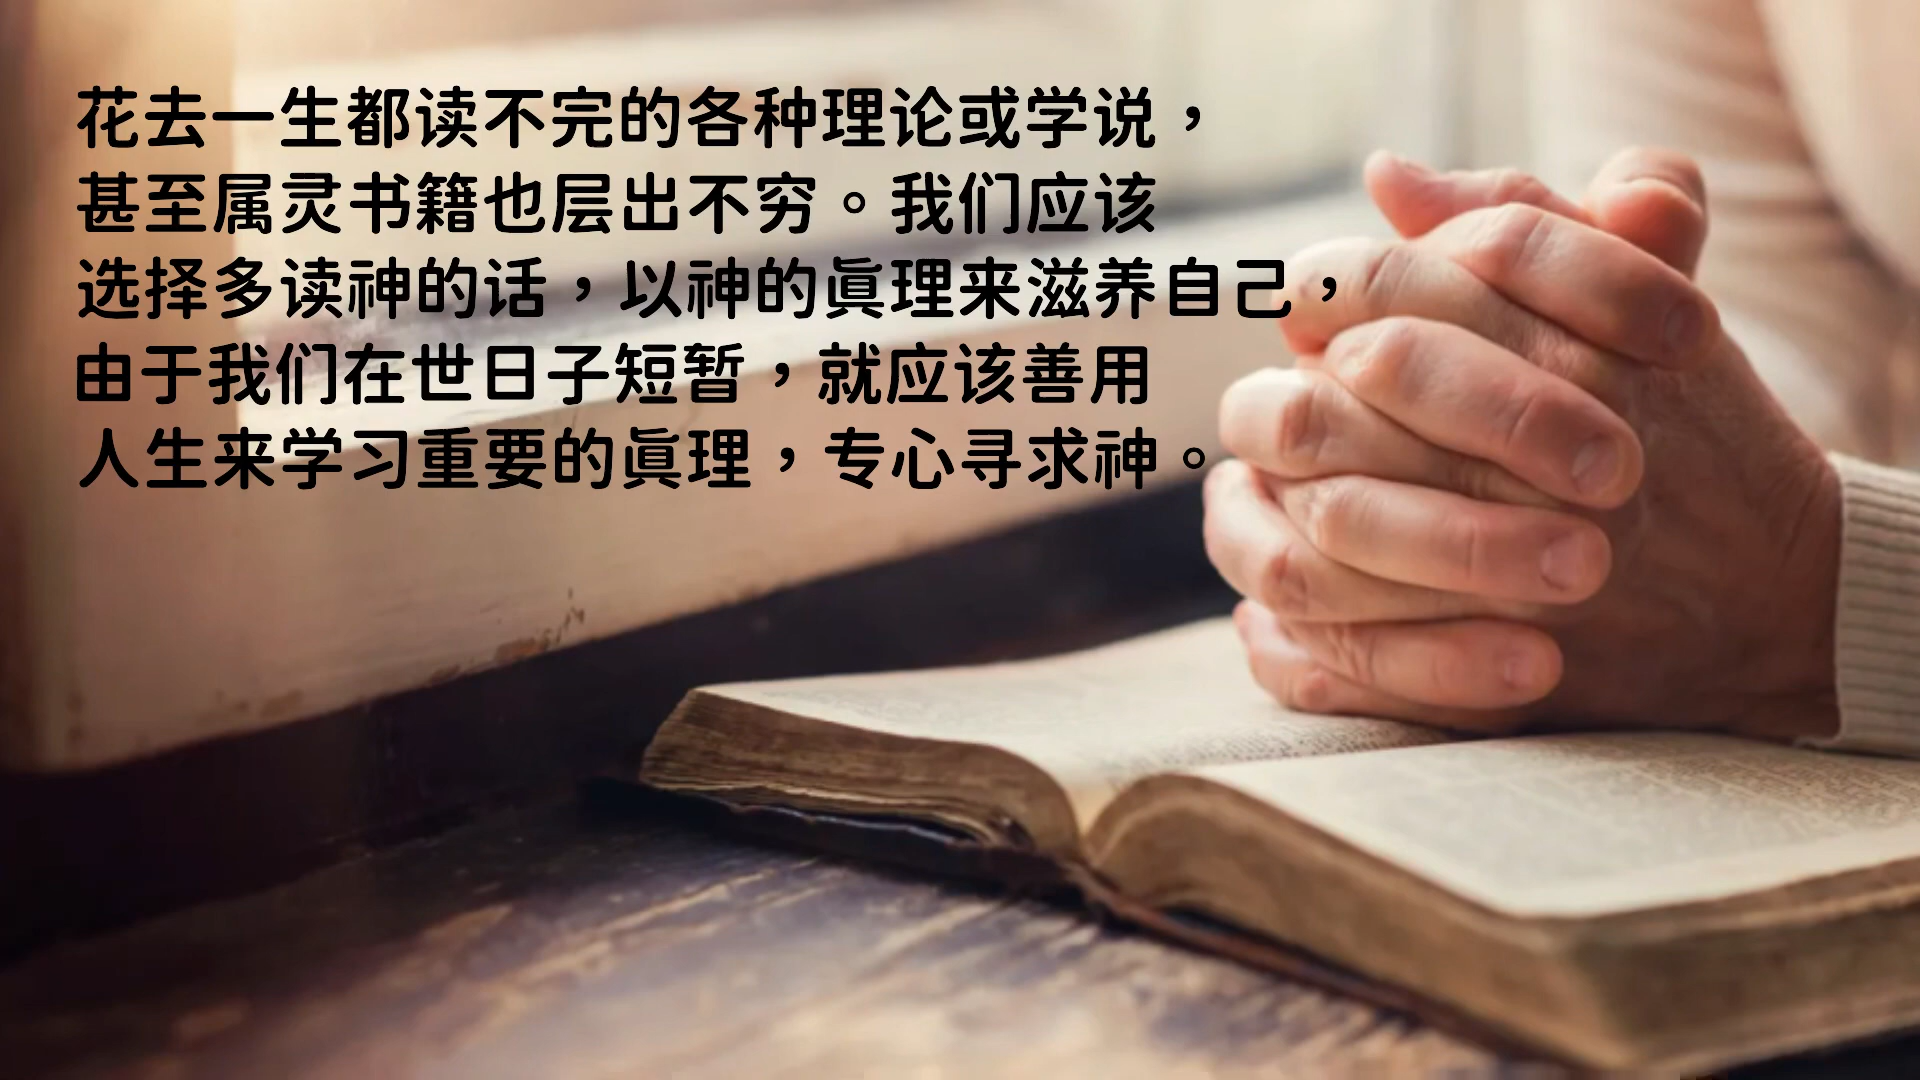 花去一生都读不完的各种理论或学说，
甚至属灵书籍也层出不穷。我们应该
选择多读神的话，以神的眞理来滋养自己，
由于我们在世日子短暂，就应该善用
人生来学习重要的眞理，专心寻求神。